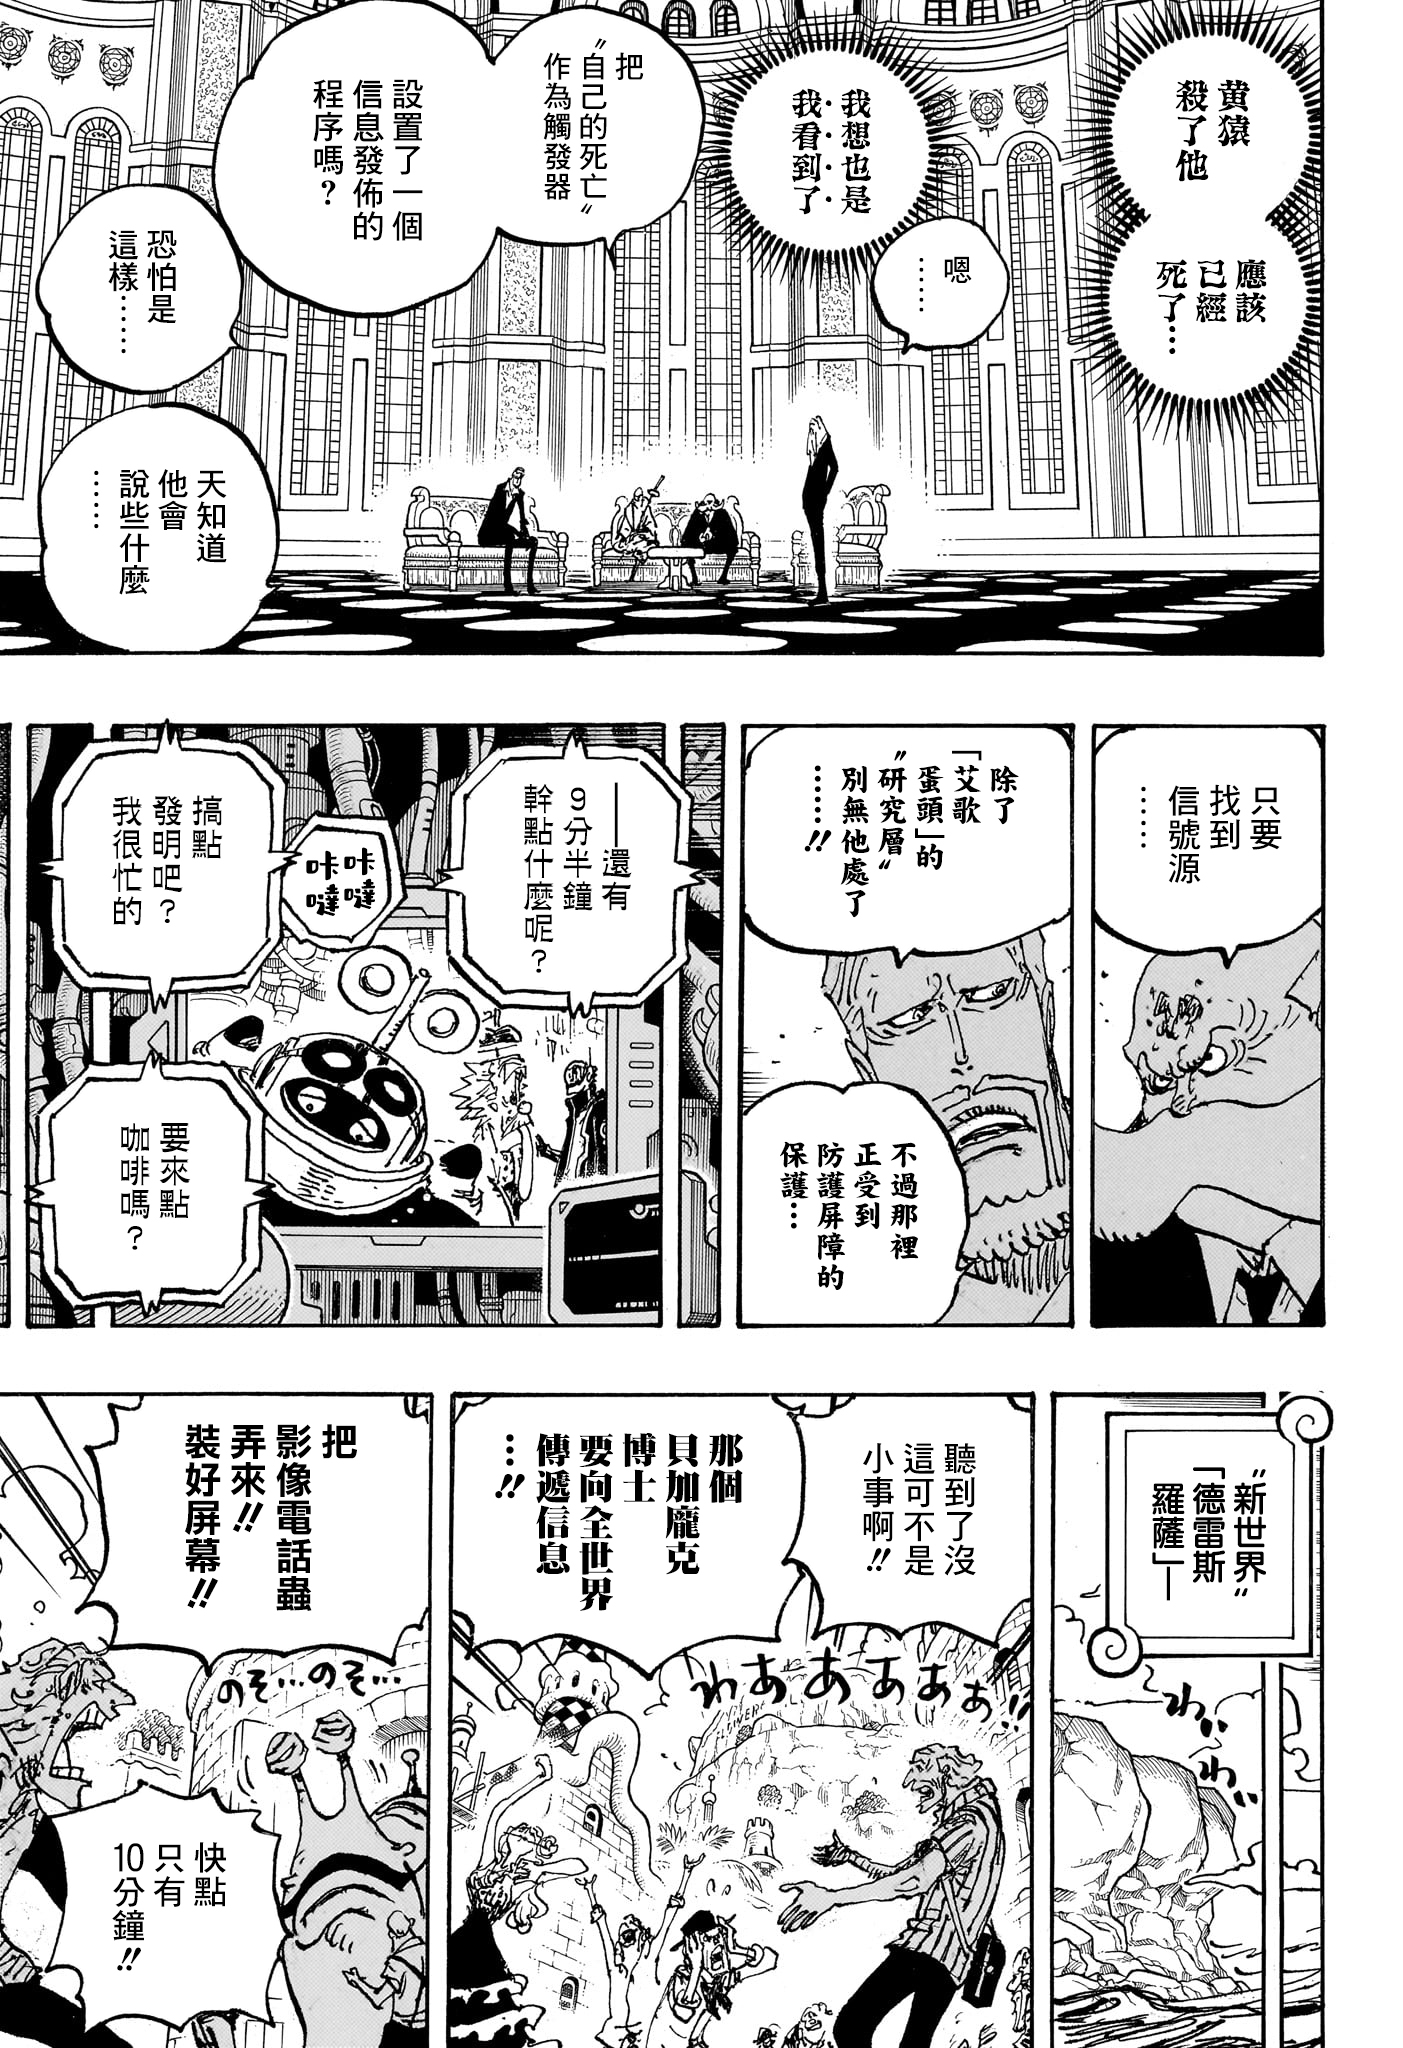 黄猿
殺了他
應該
已經
死了…
嗯
……
我想也是
我看到了
把
〝自己的死亡〞
作為觸發器
設置了一個
信息發佈的
程序嗎?
恐怕是
這樣……
天知道
他會
說些什麼
……
只要
找到
信號源
……
除了
「艾歌
蛋頭」的
〝研究層〞
別無他處了
……!!
不過那裡
正受到
防護屏障的
保護…
——還有
9分半鐘
幹點什麼呢?
咔噠
咔噠
搞點
發明吧?
我很忙的
要來點
咖啡嗎?
〝新世界〞
「德雷斯
羅薩」—
わい
わい
聽到了沒
這可不是
小事啊!!
那個
貝加龐克
博士
要向全世界
傳遞信息
…!!
わあああああ!!
把
影像電話蟲
弄來!!
裝好屏幕!!
のそ…のそ…
快點
只有
10分鐘!!